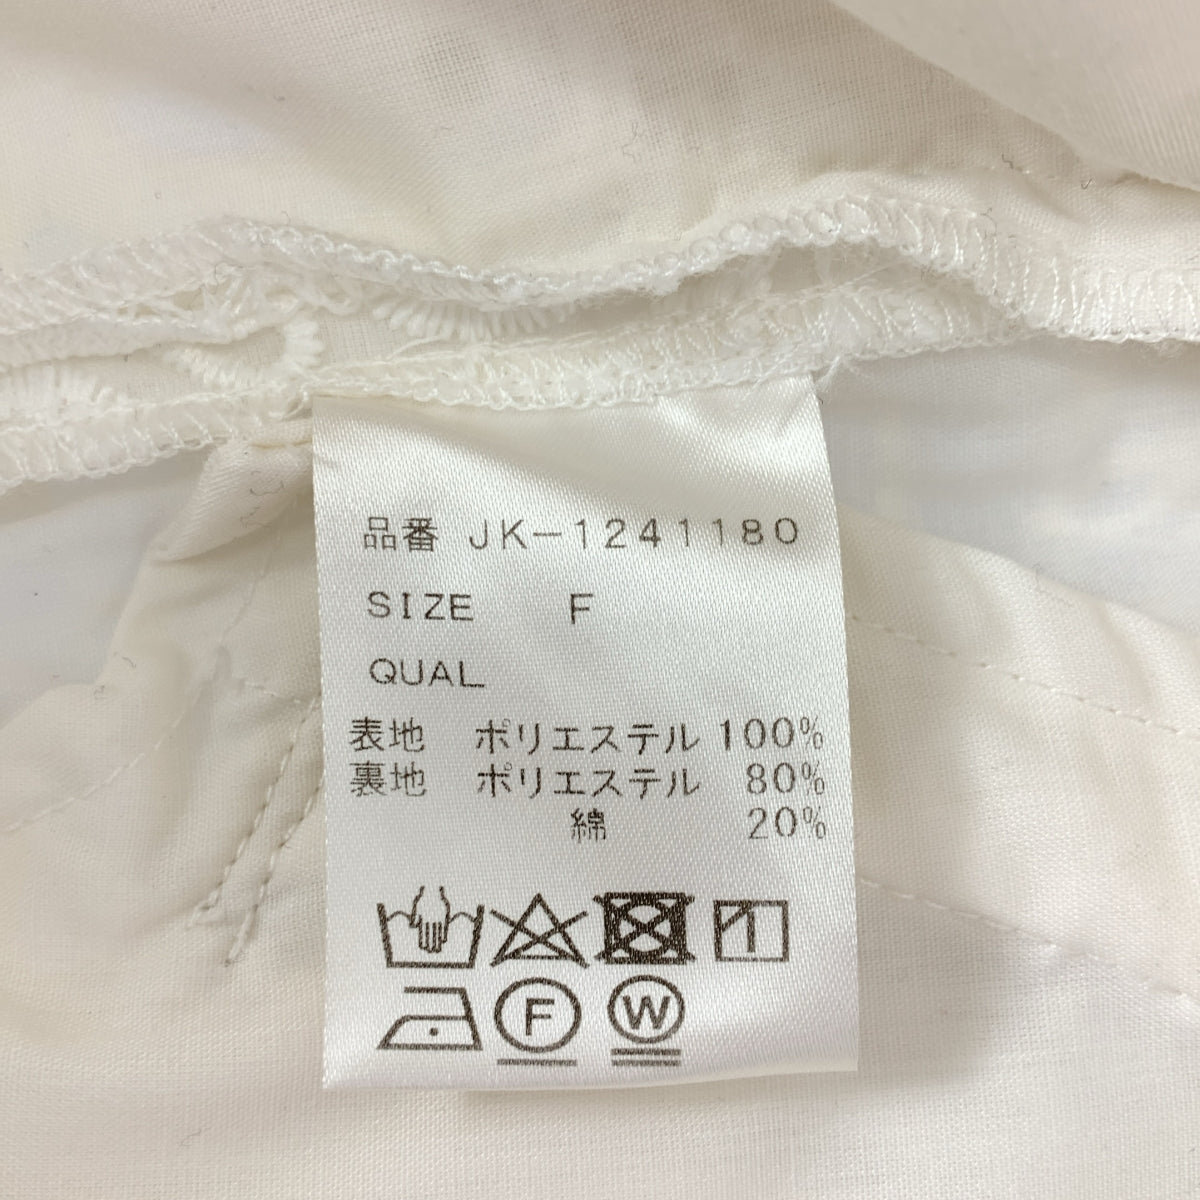 品番 JK-1241180
SIZE F
QUAL
表地 ポリエステル 100%
裏地 ポリエステル 80%
綿 20%
F W